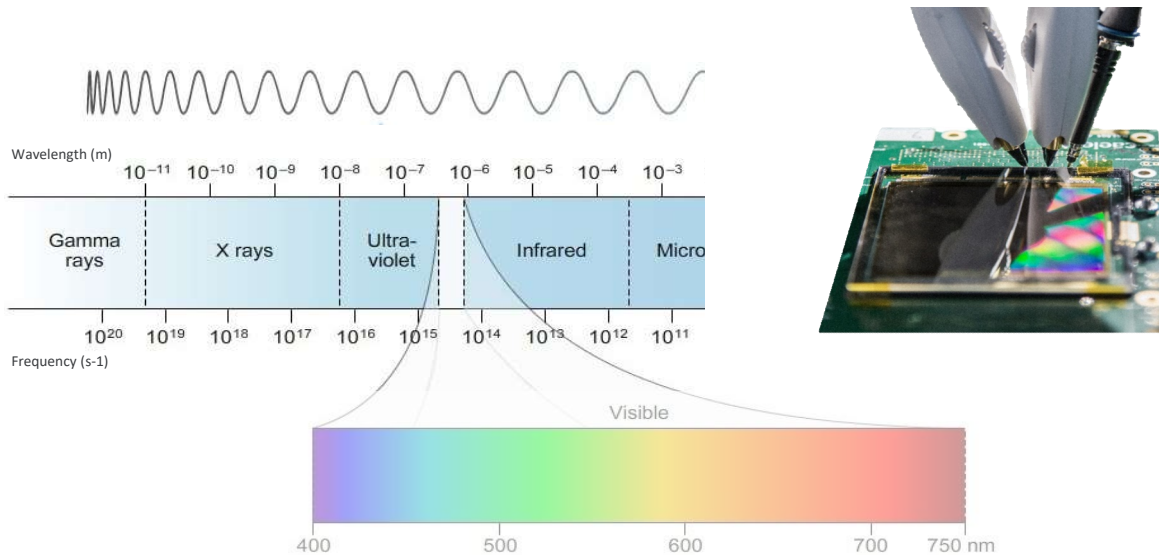 Wavelength (m)
10⁻¹¹ 10⁻¹⁰ 10⁻⁹ 10⁻⁸ 10⁻⁷ 10⁻⁶ 10⁻⁵ 10⁻⁴ 10⁻³
Gamma rays X rays Ultra-violet Infrared Micro
10²⁰ 10¹⁹ 10¹⁸ 10¹⁷ 10¹⁶ 10¹⁵ 10¹⁴ 10¹³ 10¹² 10¹¹
Frequency (s-1)
Visible
400 500 600 700 750 nm